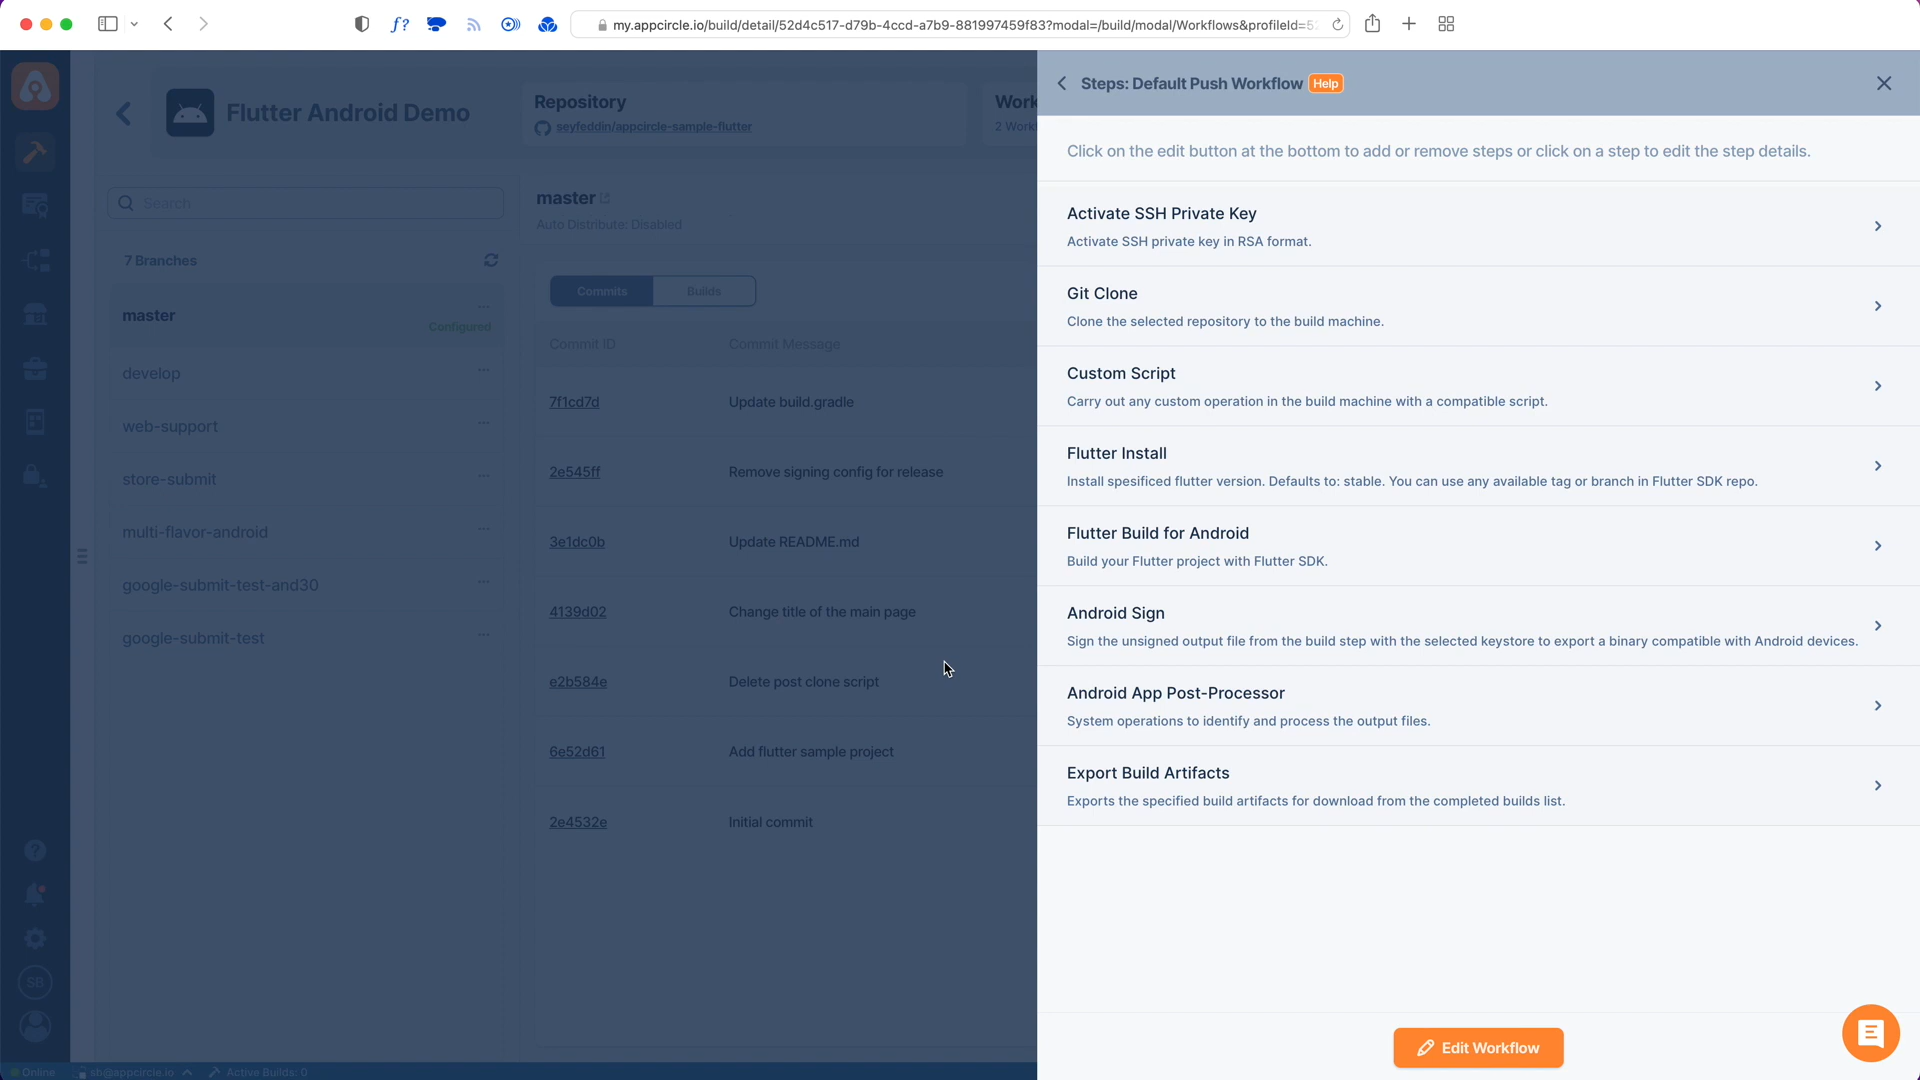 my.appcircle.io/build/detail/52d4c517-d79b-4ccd-a7b9-881997459f83?modal=/build/modal/Workflows&profileId=5
Flutter Android Demo
Repository
seyfeddin/appcircle-sample-flutter
Work
2 Work
Search
7 Branches
master
Configured
develop
web-support
store-submit
multi-flavor-android
google-submit-test-and30
google-submit-test
master
Auto Distribute: Disabled
Commits
Builds
Commit ID
Commit Message
7f1cd7d
Update build.gradle
2e545ff
Remove signing config for release
3e1dc0b
Update README.md
4139d02
Change title of the main page
e2b584e
Delete post clone script
6e52d61
Add flutter sample project
2e4532e
Initial commit
Steps: Default Push Workflow Help
Click on the edit button at the bottom to add or remove steps or click on a step to edit the step details.
Activate SSH Private Key
Activate SSH private key in RSA format.
Git Clone
Clone the selected repository to the build machine.
Custom Script
Carry out any custom operation in the build machine with a compatible script.
Flutter Install
Install spesificed flutter version. Defaults to: stable. You can use any available tag or branch in Flutter SDK repo.
Flutter Build for Android
Build your Flutter project with Flutter SDK.
Android Sign
Sign the unsigned output file from the build step with the selected keystore to export a binary compatible with Android devices.
Android App Post-Processor
System operations to identify and process the output files.
Export Build Artifacts
Exports the specified build artifacts for download from the completed builds list.
Edit Workflow
SB
Online
sb@appcircle.io
Active Builds: 0